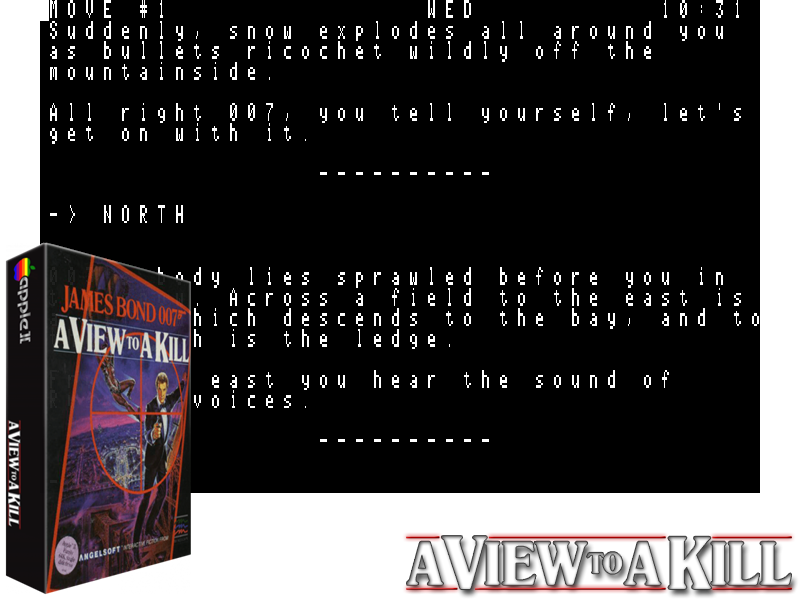 MOVE #1 WED 10:31
Suddenly, snow explodes all around you
as bullets ricochet wildly off the
mountainside.
All right 007, you tell yourself, let's
get on with it.
----------
-> NORTH
body lies sprawled before you in
. Across a field to the east is
which descends to the bay, and to
is the ledge.
east you hear the sound of
voices.
----------
apple II
JAMES BOND 007
A VIEW TO A KILL
A VIEW TO A KILL
ANGELSOFT
A VIEW TO A KILL